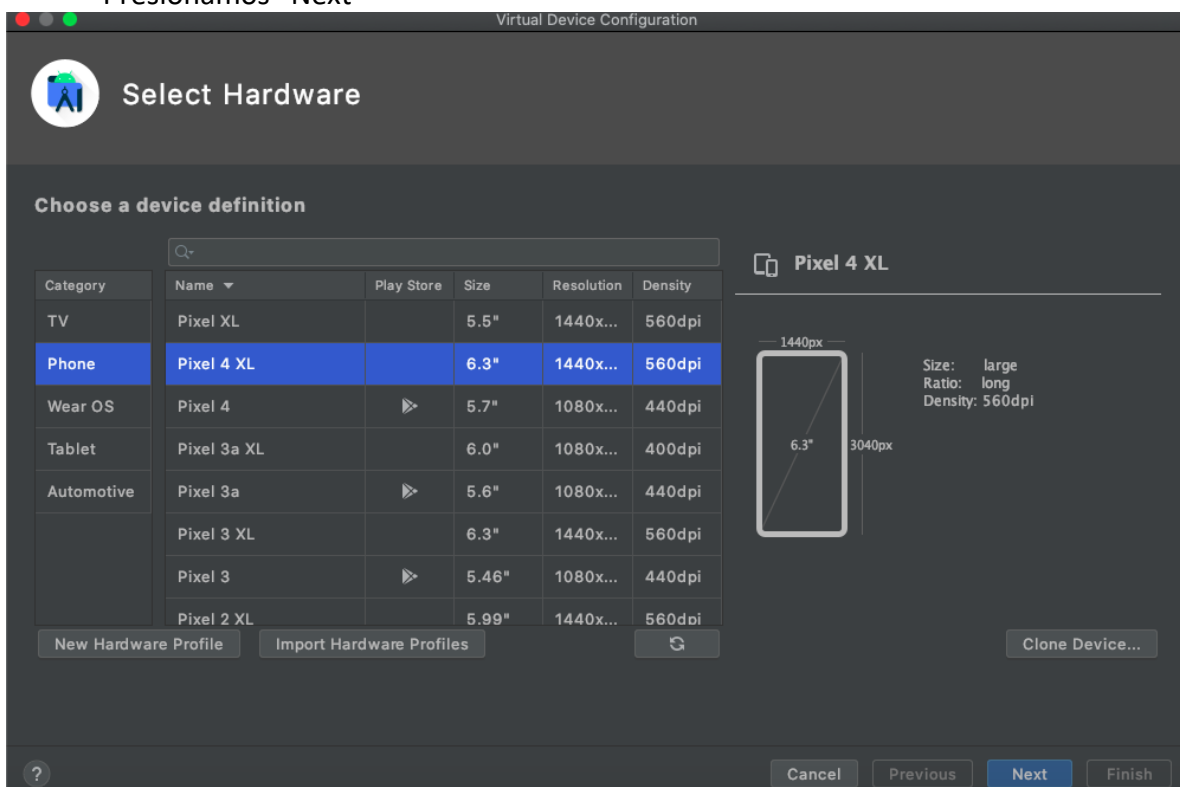 Presionamos "Next"
Virtual Device Configuration
Select Hardware
Choose a device definition
Category
Name Play Store Size Resolution Density
TV
Phone
Wear OS
Tablet
Automotive
Pixel XL 5.5" 1440x... 560dpi
Pixel 4 XL 6.3" 1440x... 560dpi
Pixel 4 5.7" 1080x... 440dpi
Pixel 3a XL 6.0" 1080x... 400dpi
Pixel 3a 5.6" 1080x... 440dpi
Pixel 3 XL 6.3" 1440x... 560dpi
Pixel 3 5.46" 1080x... 440dpi
Pixel 2 XL 5.99" 1440x... 560dpi
New Hardware Profile Import Hardware Profiles
Pixel 4 XL
1440px
6.3" 3040px
Size: large
Ratio: long
Density: 560dpi
Clone Device...
? Cancel Previous Next Finish